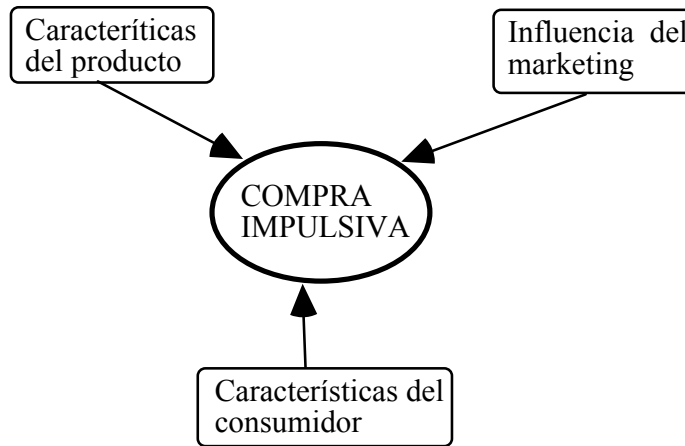 Caracteríticas
del producto
Influencia del
marketing
COMPRA
IMPULSIVA
Características del
consumidor